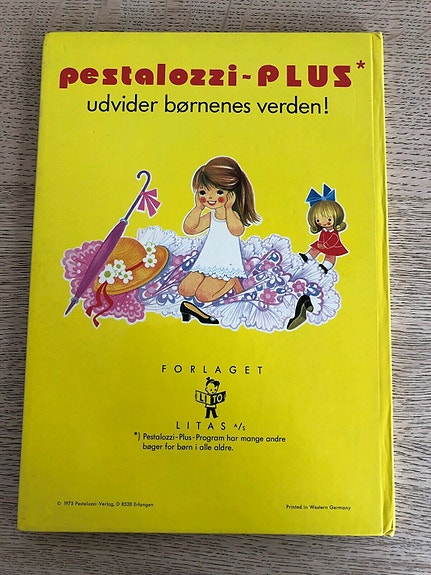 pestalozzi-PLUS*
udvider børnenes verden!
FORLAGET
LITO
LITAS A/S
*) Pestalozzi-Plus-Program har mange andre
bøger for børn i alle aldre.
© 1975 Pestalozzi-Verlag, D 8520 Erlangen
Printed in Western Germany